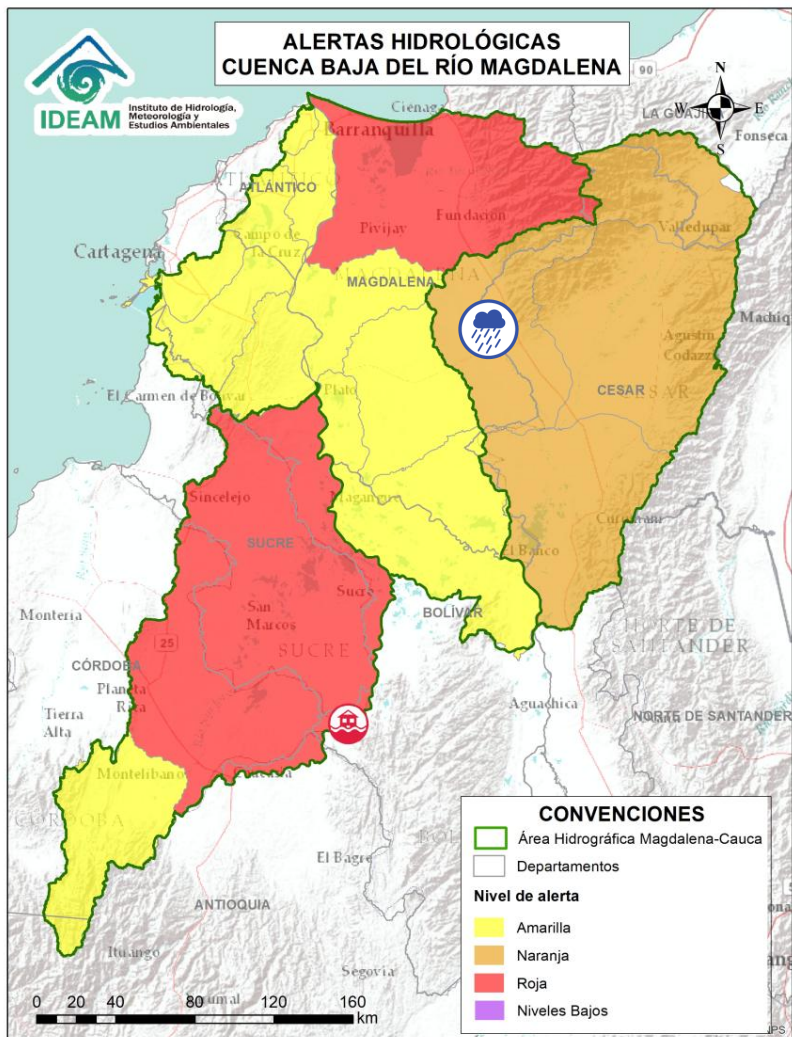 ALERTAS HIDROLÓGICAS
CUENCA BAJA DEL RÍO MAGDALENA
IDEAM
Instituto de Hidrología,
Meteorología y
Estudios Ambientales
90
N
W
E
S
Ciénaga
LA GUAJIRA
Fonseca
Barranquilla
ATLÁNTICO
Pivijay
Fundación
Valledupar
Campo de
la Cruz
Cartagena
MAGDALENA
Agustín
Codazzi
El Carmen de Bolívar
Plato
CESAR
Sincelejo
Magangué
SUCRE
Curumaní
El Banco
Sucre
Montería
San
Marcos
BOLÍVAR
SUCRE
NORTE DE
SANTANDER
25
CÓRDOBA
Planeta
Rica
Aguachica
Tierra
Alta
NORTE DE SANTANDER
Montelíbano
CÓRDOBA
El Bagre
ANTIOQUIA
Ituango
Segovia
CONVENCIONES
Área Hidrográfica Magdalena-Cauca
Departamentos
Nivel de alerta
Amarilla
Naranja
Roja
Niveles Bajos
0 20 40 80 120 160
km